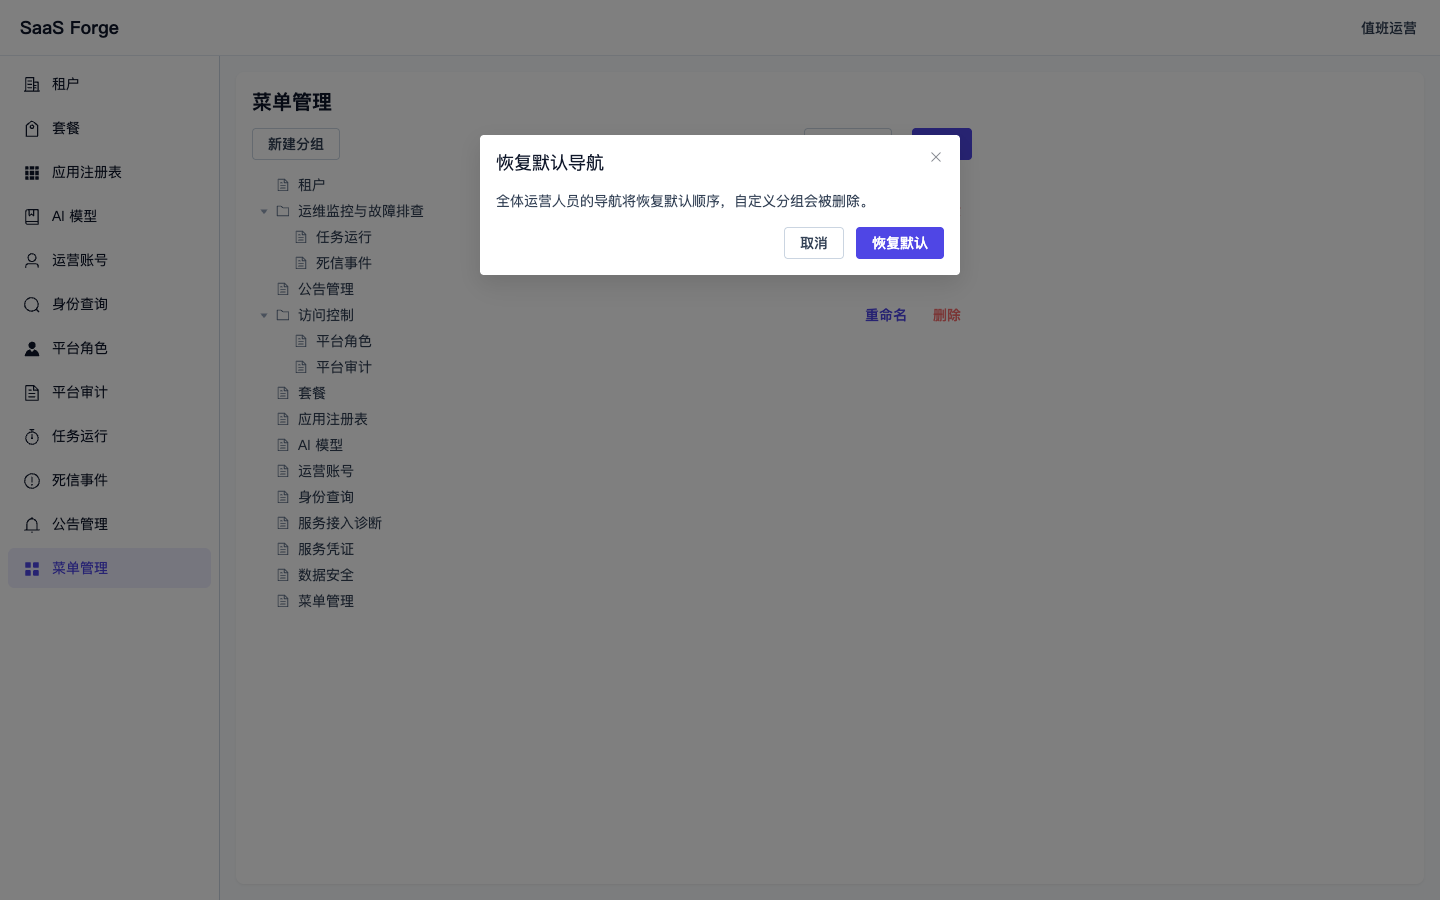 SaaS Forge
值班运营
租户
套餐
应用注册表
AI 模型
运营账号
身份查询
平台角色
平台审计
任务运行
死信事件
公告管理
菜单管理
菜单管理
新建分组
恢复默认导航
全体运营人员的导航将恢复默认顺序，自定义分组会被删除。
取消
恢复默认
租户
运维监控与故障排查
任务运行
死信事件
公告管理
访问控制
重命名
删除
平台角色
平台审计
套餐
应用注册表
AI 模型
运营账号
身份查询
服务接入诊断
服务凭证
数据安全
菜单管理